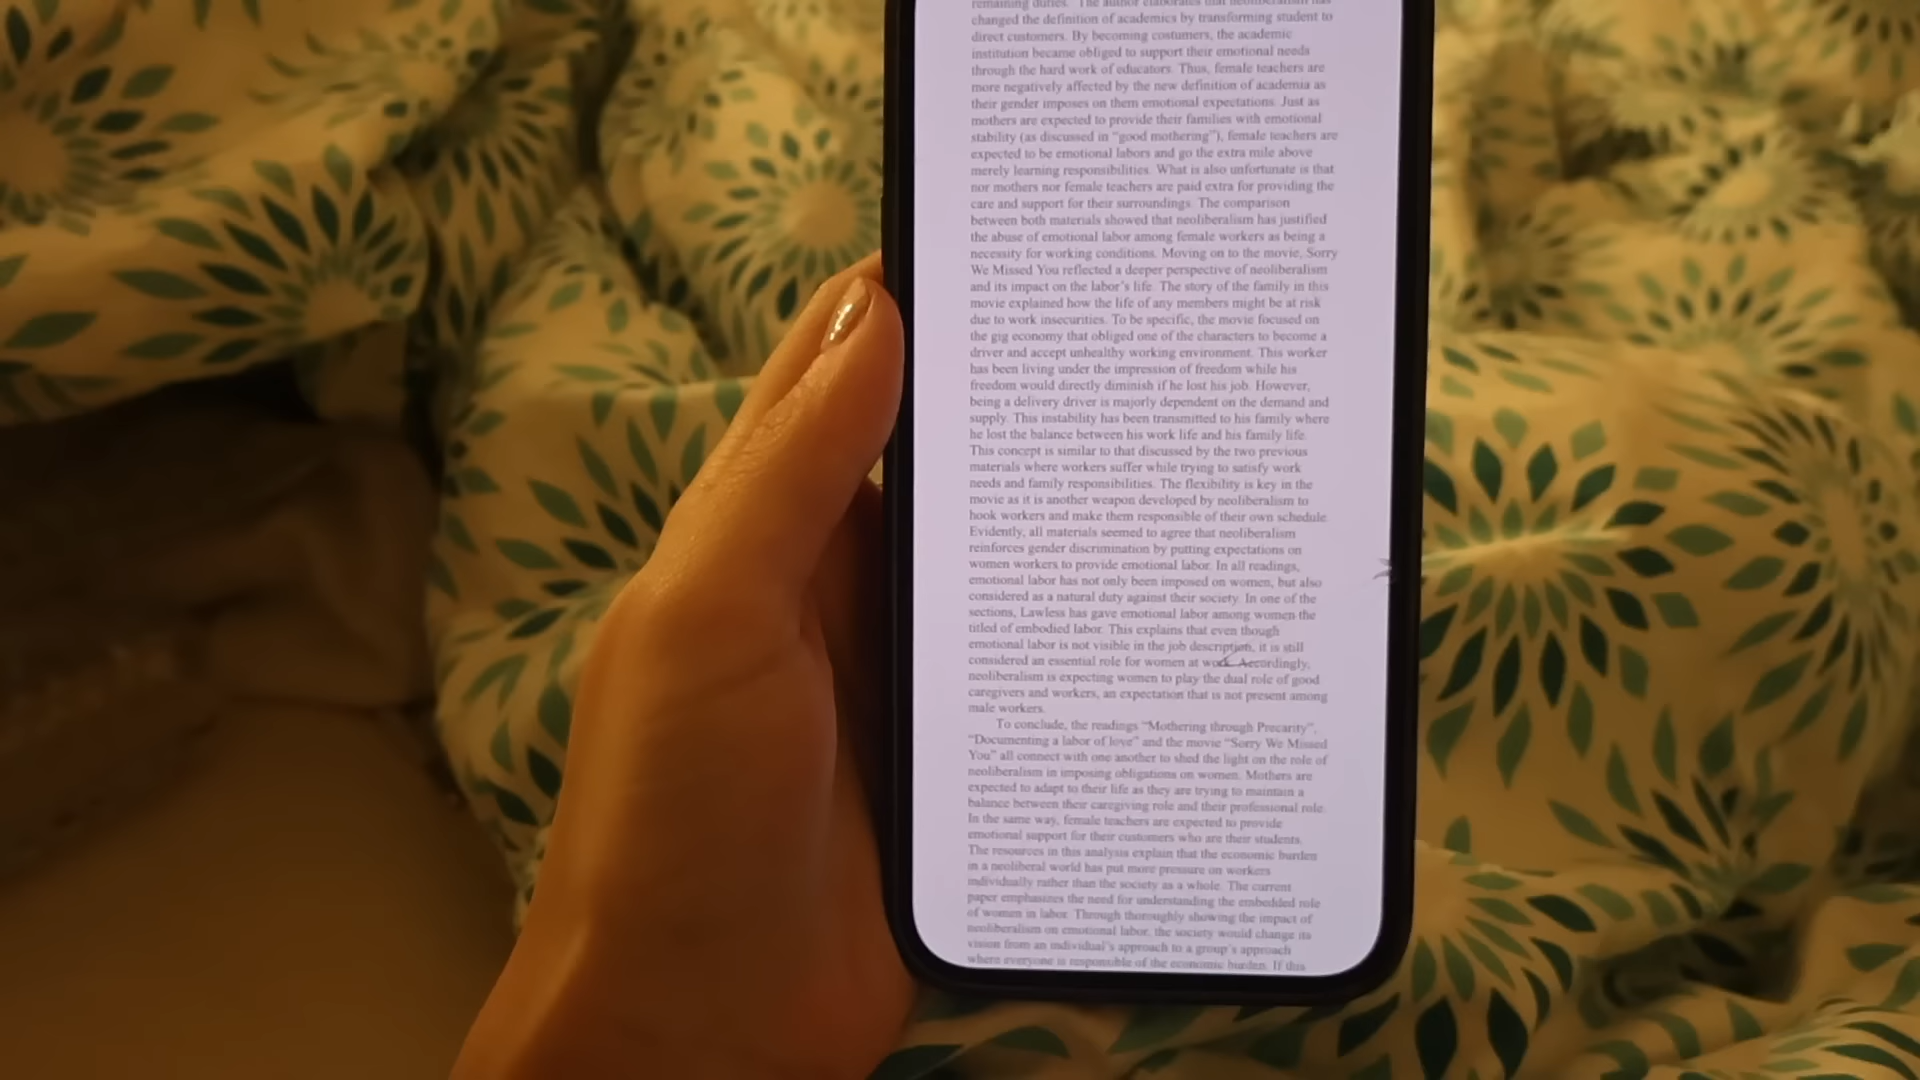 remaining duties. The author elaborates that neoliberalism has
changed the definition of academics by transforming student to
direct customers. By becoming costumers, the academic
institution became obliged to support their emotional needs
through the hard work of educators. Thus, female teachers are
more negatively affected by the new definition of academia as
their gender imposes on them emotional expectations. Just as
mothers are expected to provide their families with emotional
stability (as discussed in “good mothering”), female teachers are
expected to be emotional labors and go the extra mile above
merely learning responsibilities. What is also unfortunate is that
nor mothers nor female teachers are paid extra for providing the
care and support for their surroundings. The comparison
between both materials showed that neoliberalism has justified
the abuse of emotional labor among female workers as being a
necessity for working conditions. Moving on to the movie, Sorry
We Missed You reflected a deeper perspective of neoliberalism
and its impact on the labor’s life. The story of the family in this
movie explained how the life of any members might be at risk
due to work insecurities. To be specific, the movie focused on
the gig economy that obliged one of the characters to become a
driver and accept unhealthy working environment. This worker
has been living under the impression of freedom while his
freedom would directly diminish if he lost his job. However,
being a delivery driver is majorly dependent on the demand and
supply. This instability has been transmitted to his family where
he lost the balance between his work life and his family life.
This concept is similar to that discussed by the two previous
materials where workers suffer while trying to satisfy work
needs and family responsibilities. The flexibility is key in the
movie as it is another weapon developed by neoliberalism to
hook workers and make them responsible of their own schedule.
Evidently, all materials seemed to agree that neoliberalism
reinforces gender discrimination by putting expectations on
women workers to provide emotional labor. In all readings,
emotional labor has not only been imposed on women, but also
considered as a natural duty against their society. In one of the
sections, Lawless has gave emotional labor among women the
titled of embodied labor. This explains that even though
emotional labor is not visible in the job description, it is still
considered an essential role for women at work. Accordingly,
neoliberalism is expecting women to play the dual role of good
caregivers and workers, an expectation that is not present among
male workers.
To conclude, the readings “Mothering through Precarity”,
“Documenting a labor of love” and the movie “Sorry We Missed
You” all connect with one another to shed the light on the role of
neoliberalism in imposing obligations on women. Mothers are
expected to adapt to their life as they are trying to maintain a
balance between their caregiving role and their professional role.
In the same way, female teachers are expected to provide
emotional support for their customers who are their students.
The resources in this analysis explain that the economic burden
in a neoliberal world has put more pressure on workers
individually rather than the society as a whole. The current
paper emphasizes the need for understanding the embedded role
of women in labor. Through thoroughly showing the impact of
neoliberalism on emotional labor, the society would change its
vision from an individual’s approach to a group’s approach
where everyone is responsible of the economic burden. If this